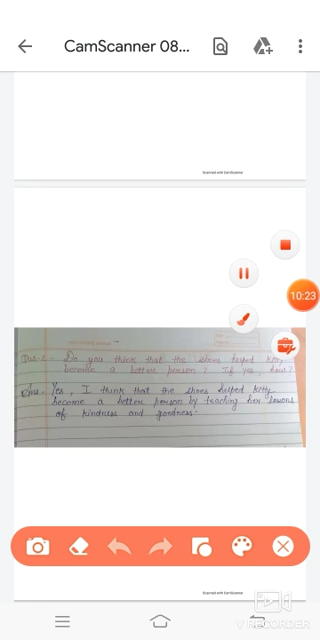 CamScanner 08...
Scanned with CamScanner
10:23
Que-2- Do you think that the shoes helped
become a better person? If yes, how?
Ans- Yes, I think that the shoes helped kitty
become a better person by teaching her lessons
of kindness and goodness.
Scanned with CamScanner
V RECORDER